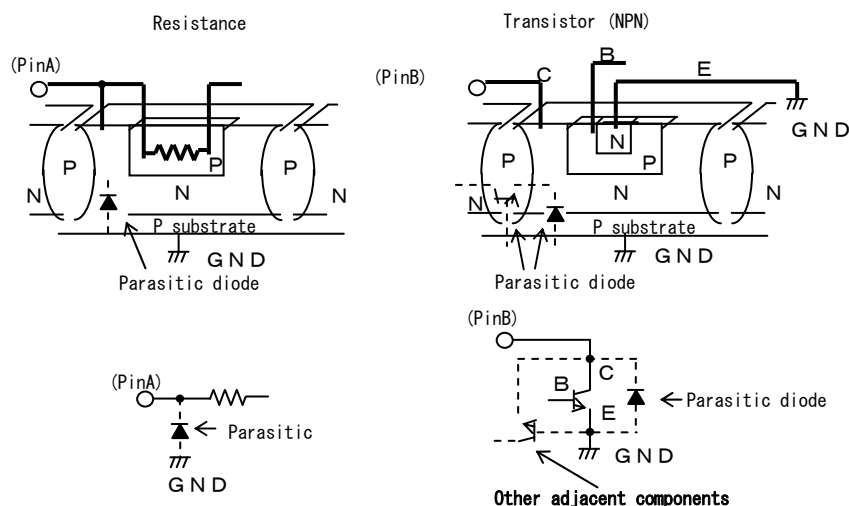 Resistance
(PinA)
P
P
N
N
P
N
P substrate
GND
Parasitic diode
Transistor (NPN)
(PinB)
C
B
E
GND
P
N
P
P
N
N
N
P substrate
GND
Parasitic diode
(PinA)
Parasitic
GND
(PinB)
C
B
E
Parasitic diode
GND
Other adjacent components